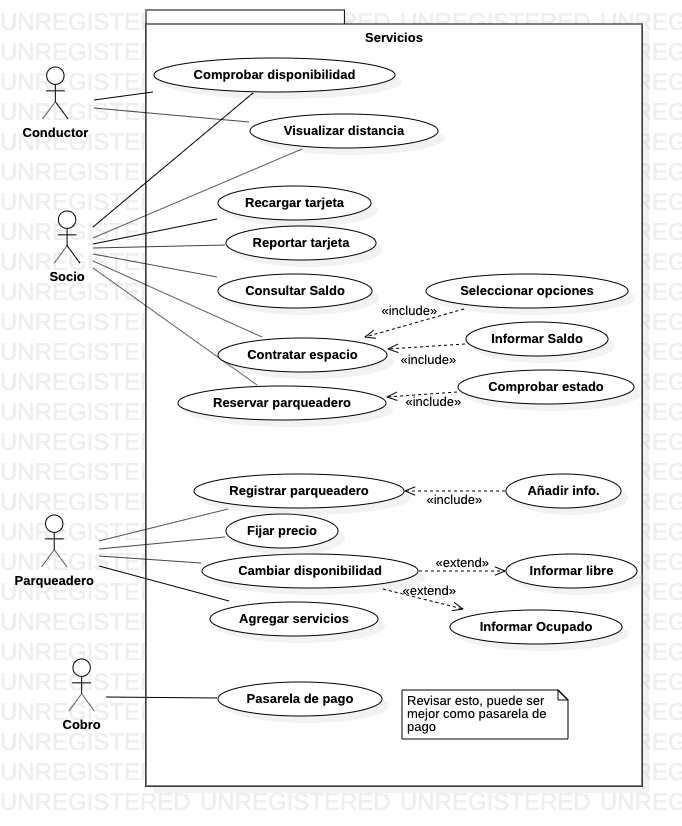 Servicios
Comprobar disponibilidad
Conductor
Visualizar distancia
Recargar tarjeta
Reportar tarjeta
Socio
Consultar Saldo
Seleccionar opciones
«include»
Informar Saldo
Contratar espacio
«include»
Comprobar estado
Reservar parqueadero
«include»
Registrar parqueadero
Añadir info.
«include»
Fijar precio
Parqueadero
Cambiar disponibilidad
«extend»
Informar libre
«extend»
Agregar servicios
Informar Ocupado
Cobro
Pasarela de pago
Revisar esto, puede ser
mejor como pasarela de
pago
UNREGISTERED UNREGISTERED UNREGISTERED UNREG